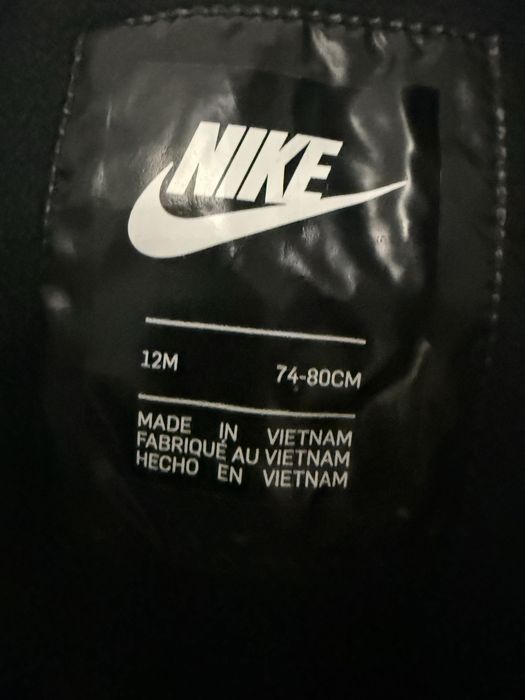 NIKE
12M 74-80CM
MADE IN VIETNAM
FABRIQUÉ AU VIETNAM
HECHO EN VIETNAM